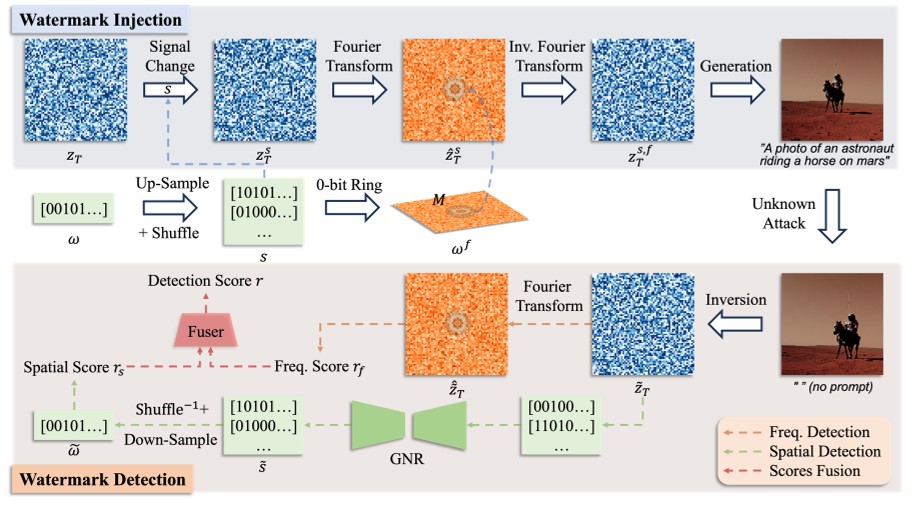 Watermark Injection
Signal
Change
s
Fourier
Transform
Inv. Fourier
Transform
Generation
z_T
z_T^s
ẑ_T^s
z_T^{s,f}
"A photo of an astronaut
riding a horse on mars"
[00101…]
ω
Up-Sample
+ Shuffle
[10101…]
[01000…]
…
s
0-bit Ring
M
ω^f
Unknown
Attack
Detection Score r
Fuser
Spatial Score r_s
Freq. Score r_f
Fourier
Transform
Inversion
ẑ̃_T
z̃_T
" " (no prompt)
[00101…]
ω̃
Shuffle⁻¹+
Down-Sample
[10101…]
[01000…]
…
s̃
GNR
[00100…]
[11010…]
…
Freq. Detection
Spatial Detection
Scores Fusion
Watermark Detection